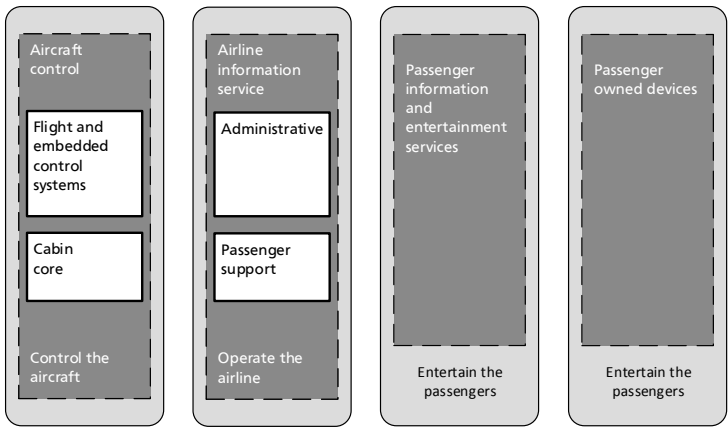 Aircraft
control
Flight and
embedded
control
systems
Cabin
core
Control the
aircraft
Airline
information
service
Administrative
Passenger
support
Operate the
airline
Passenger
information
and
entertainment
services
Entertain the
passengers
Passenger
owned devices
Entertain the
passengers